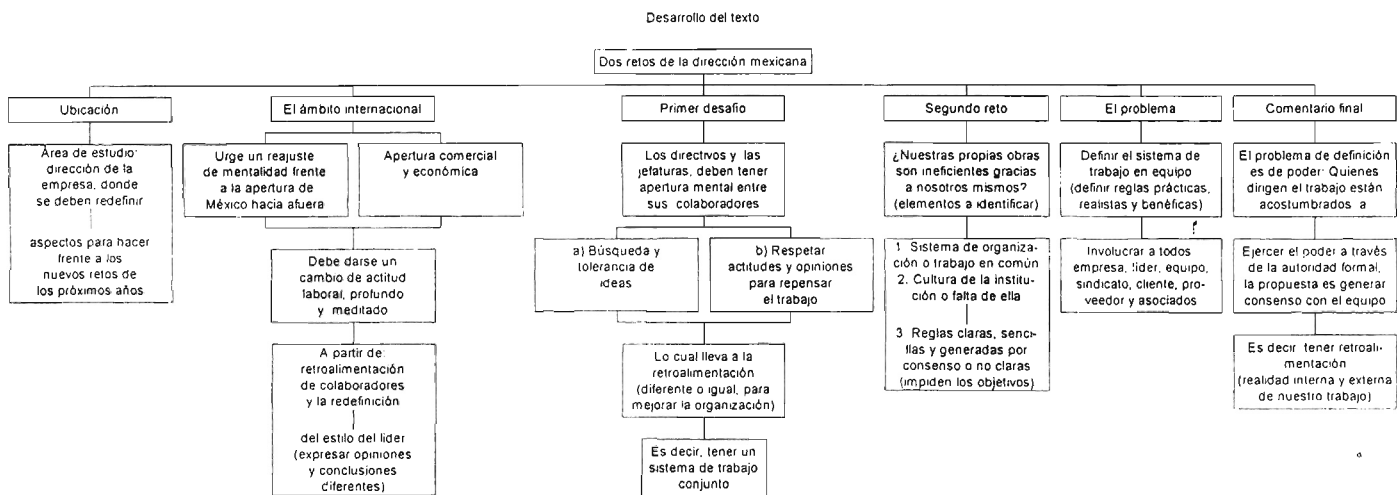 Desarrollo del texto
Dos retos de la dirección mexicana
Ubicación
Área de estudio:
dirección de la
empresa, donde
se deben redefinir
aspectos para hacer
frente a los
nuevos retos de
los próximos años
El ámbito internacional
Urge un reajuste
de mentalidad frente
a la apertura de
México hacia afuera
Apertura comercial
y económica
Debe darse un
cambio de actitud
laboral, profundo
y meditado
A partir de:
retroalimentación
de colaboradores
y la redefinición
del estilo del líder
(expresar opiniones
y conclusiones
diferentes)
Primer desafío
Los directivos y las
jefaturas, deben tener
apertura mental entre
sus colaboradores
a) Búsqueda y
tolerancia de
ideas
b) Respetar
actitudes y opiniones
para repensar
el trabajo
Lo cual lleva a la
retroalimentación
(diferente o igual, para
mejorar la organización)
Es decir, tener un
sistema de trabajo
conjunto
Segundo reto
¿Nuestras propias obras
son ineficientes gracias
a nosotros mismos?
(elementos a identificar)
1. Sistema de organiza-
ción o trabajo en común
2. Cultura de la institu-
ción o falta de ella
3. Reglas claras, senci-
llas y generadas por
consenso o no claras
(impiden los objetivos)
El problema
Definir el sistema de
trabajo en equipo
(definir reglas prácticas,
realistas y benéficas)
Involucrar a todos
empresa, líder, equipo,
sindicato, cliente, pro-
veedor y asociados
Comentario final
El problema de definición
es de poder: Quienes
dirigen el trabajo están
acostumbrados a
Ejercer el poder a través
de la autoridad formal,
la propuesta es generar
consenso con el equipo
Es decir: tener retroali-
mentación
(realidad interna y externa
de nuestro trabajo)